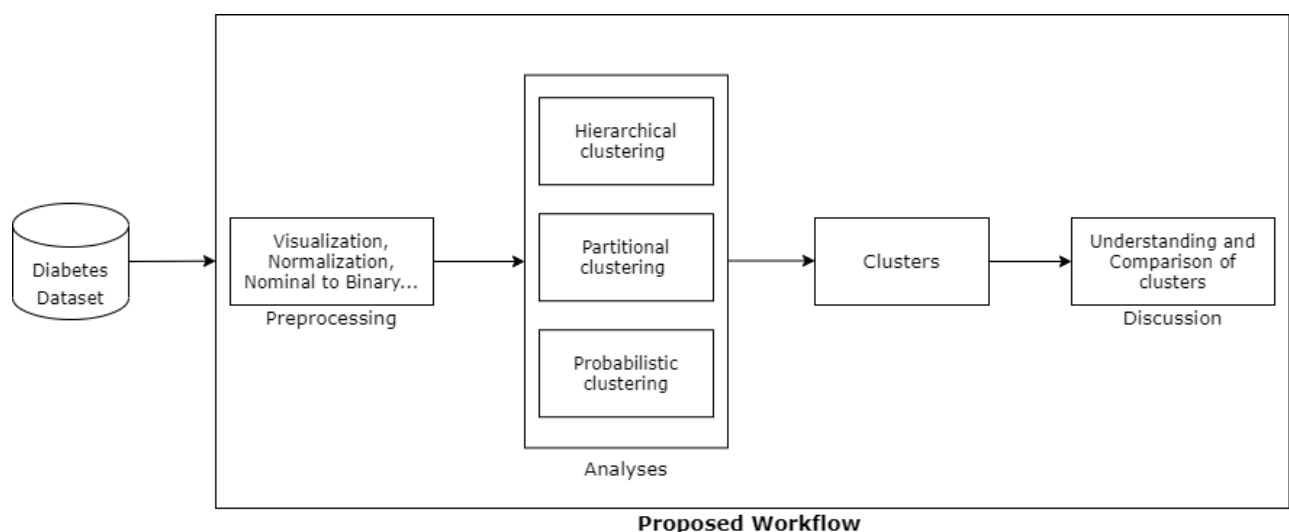 Diabetes
Dataset
Visualization,
Normalization,
Nominal to Binary...
Preprocessing
Hierarchical
clustering
Partitional
clustering
Probabilistic
clustering
Analyses
Clusters
Understanding and
Comparison of
clusters
Discussion
Proposed Workflow